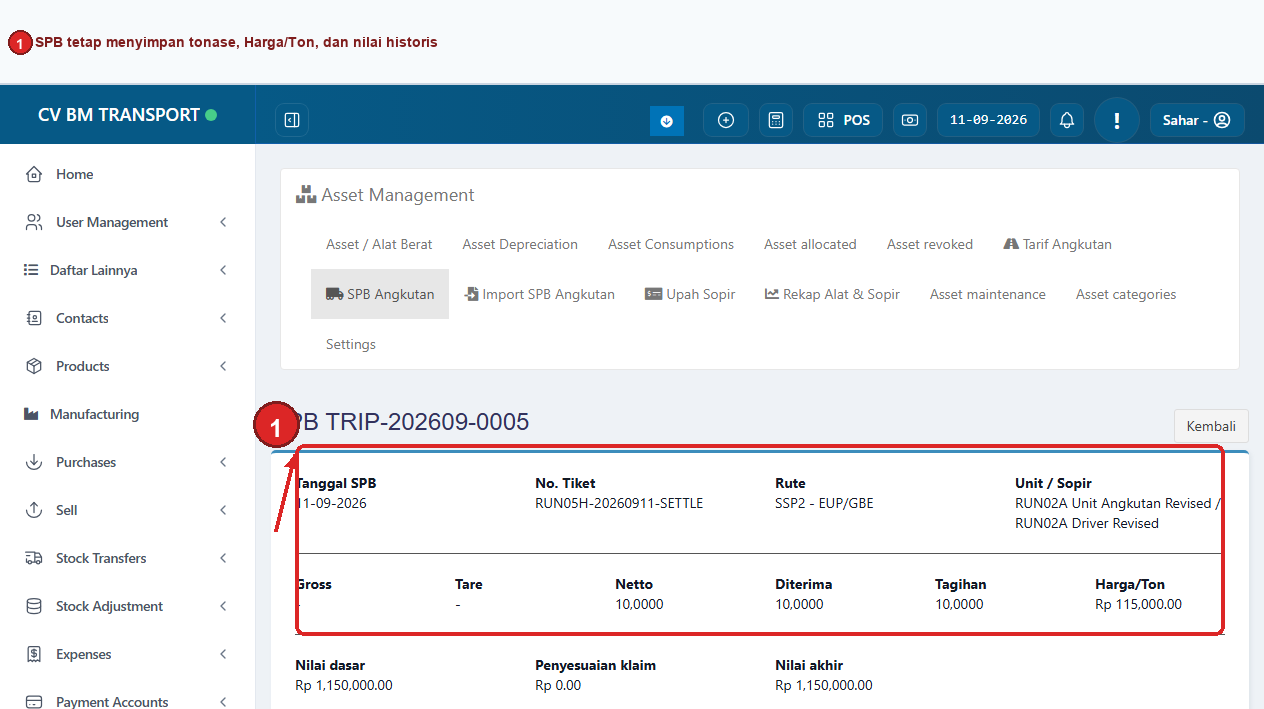 1 SPB tetap menyimpan tonase, Harga/Ton, dan nilai historis
CV BM TRANSPORT
POS
11-09-2026
Sahar -
Home
User Management
Daftar Lainnya
Contacts
Products
Manufacturing
Purchases
Sell
Stock Transfers
Stock Adjustment
Expenses
Payment Accounts
Asset Management
Asset / Alat Berat Asset Depreciation Asset Consumptions Asset allocated Asset revoked Tarif Angkutan
SPB Angkutan Import SPB Angkutan Upah Sopir Rekap Alat & Sopir Asset maintenance Asset categories
Settings
1
PB TRIP-202609-0005
Kembali
Tanggal SPB No. Tiket Rute Unit / Sopir
11-09-2026 RUN05H-20260911-SETTLE SSP2 - EUP/GBE RUN02A Unit Angkutan Revised /
RUN02A Driver Revised
Gross Tare Netto Diterima Tagihan Harga/Ton
- - 10,0000 10,0000 10,0000 Rp 115,000.00
Nilai dasar Penyesuaian klaim Nilai akhir
Rp 1,150,000.00 Rp 0.00 Rp 1,150,000.00